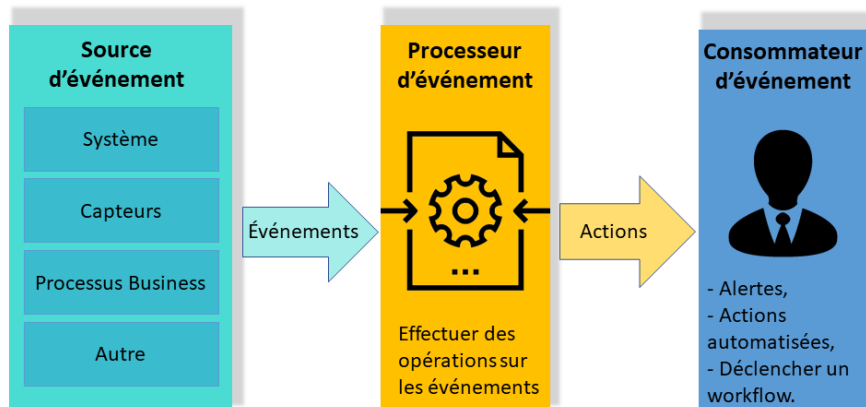 Source
d'événement
Système
Capteurs
Processus Business
Autre
Événements
Processeur
d'événement
...
Effectuer des
opérations sur
les événements
Actions
Consommateur
d'événement
- Alertes,
- Actions
automatisées,
- Déclencher un
workflow.